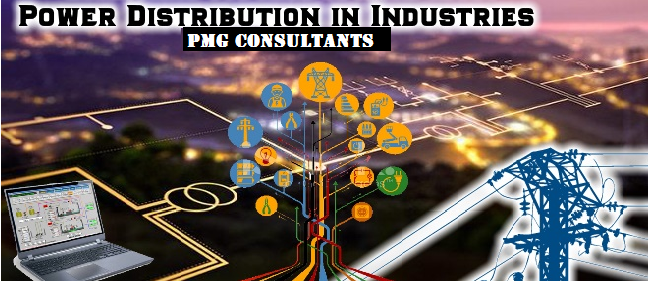 Power Distribution in Industries
PMG CONSULTANTS